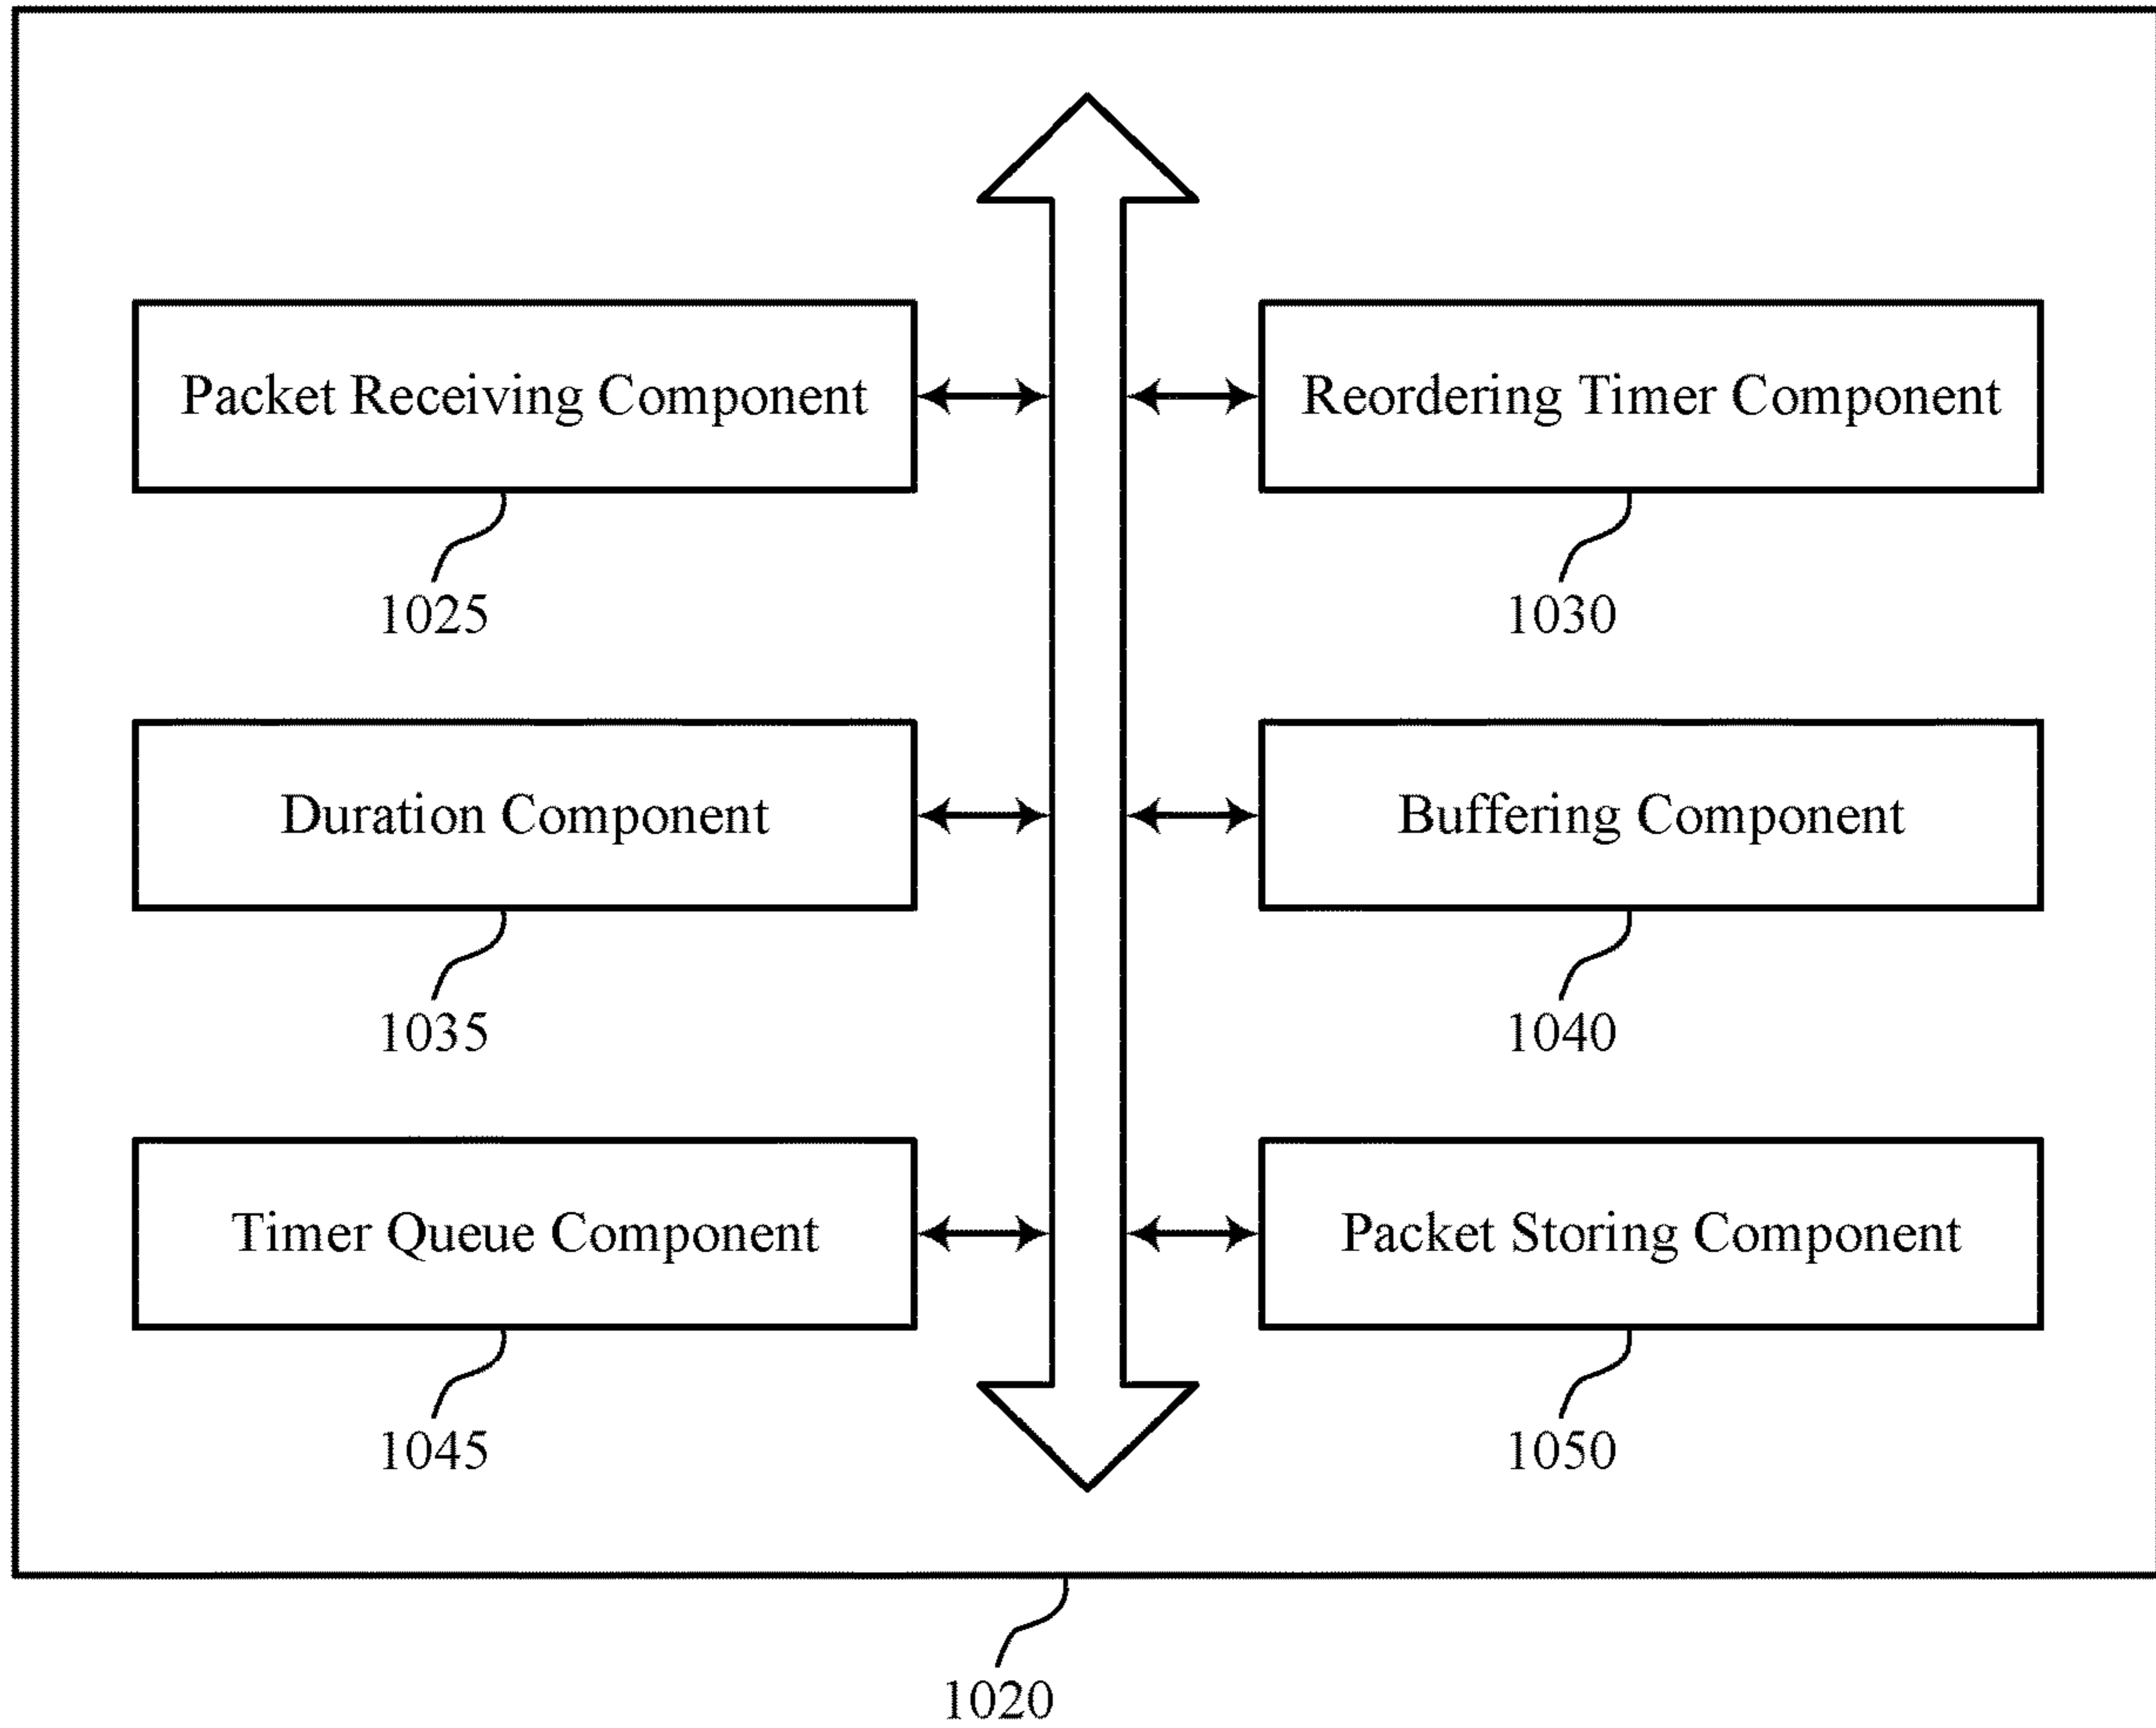 Packet Receiving Component
Reordering Timer Component
1025
1030
Duration Component
Buffering Component
1035
1040
Timer Queue Component
Packet Storing Component
1045
1050
1020